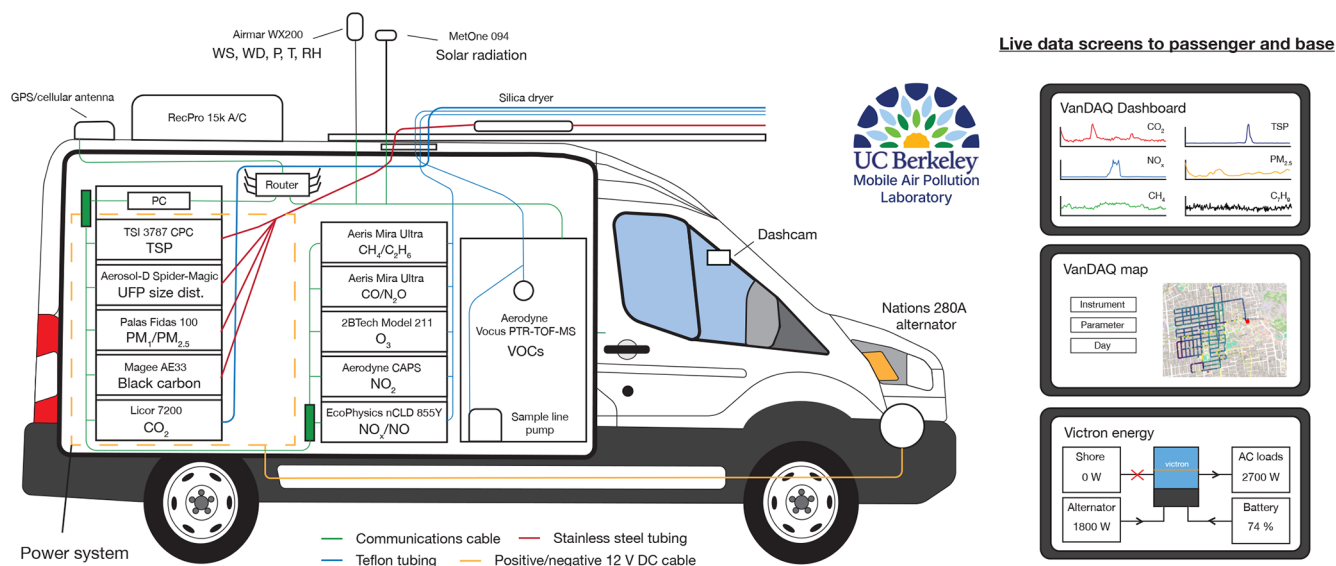 Airmar WX200
WS, WD, P, T, RH
MetOne 094
Solar radiation
GPS/cellular antenna
RecPro 15k A/C
Silica dryer
Router
PC
TSI 3787 CPC
TSP
Aerosol-D Spider-Magic
UFP size dist.
Palas Fidas 100
PM1/PM2.5
Magee AE33
Black carbon
Licor 7200
CO2
Aeris Mira Ultra
CH4/C2H6
Aeris Mira Ultra
CO/N2O
2BTech Model 211
O3
Aerodyne CAPS
NO2
EcoPhysics nCLD 855Y
NOx/NO
Aerodyne
Vocus PTR-TOF-MS
VOCs
Sample line
pump
UC Berkeley
Mobile Air Pollution
Laboratory
Dashcam
Nations 280A
alternator
Power system
Communications cable
Stainless steel tubing
Teflon tubing
Positive/negative 12 V DC cable
Live data screens to passenger and base
VanDAQ Dashboard
CO2
TSP
NOx
PM2.5
CH4
C7H9
VanDAQ map
Instrument
Parameter
Day
Victron energy
Shore
0 W
victron
AC loads
2700 W
Alternator
1800 W
Battery
74 %